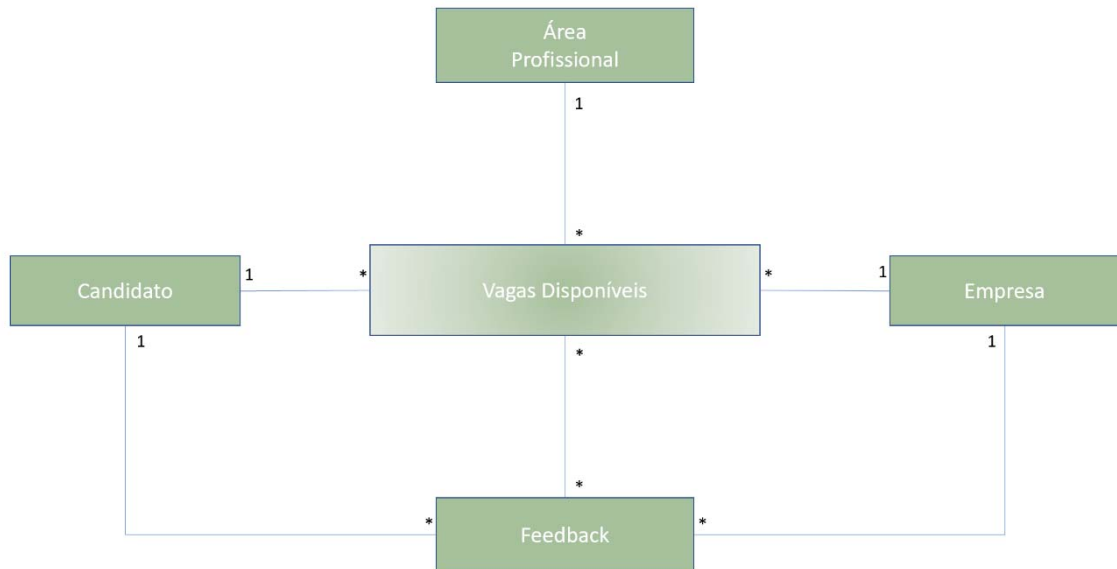 Área
Profissional
1
*
Candidato
1
*
Vagas Disponíveis
*
1
Empresa
1
*
1
*
*
Feedback
*